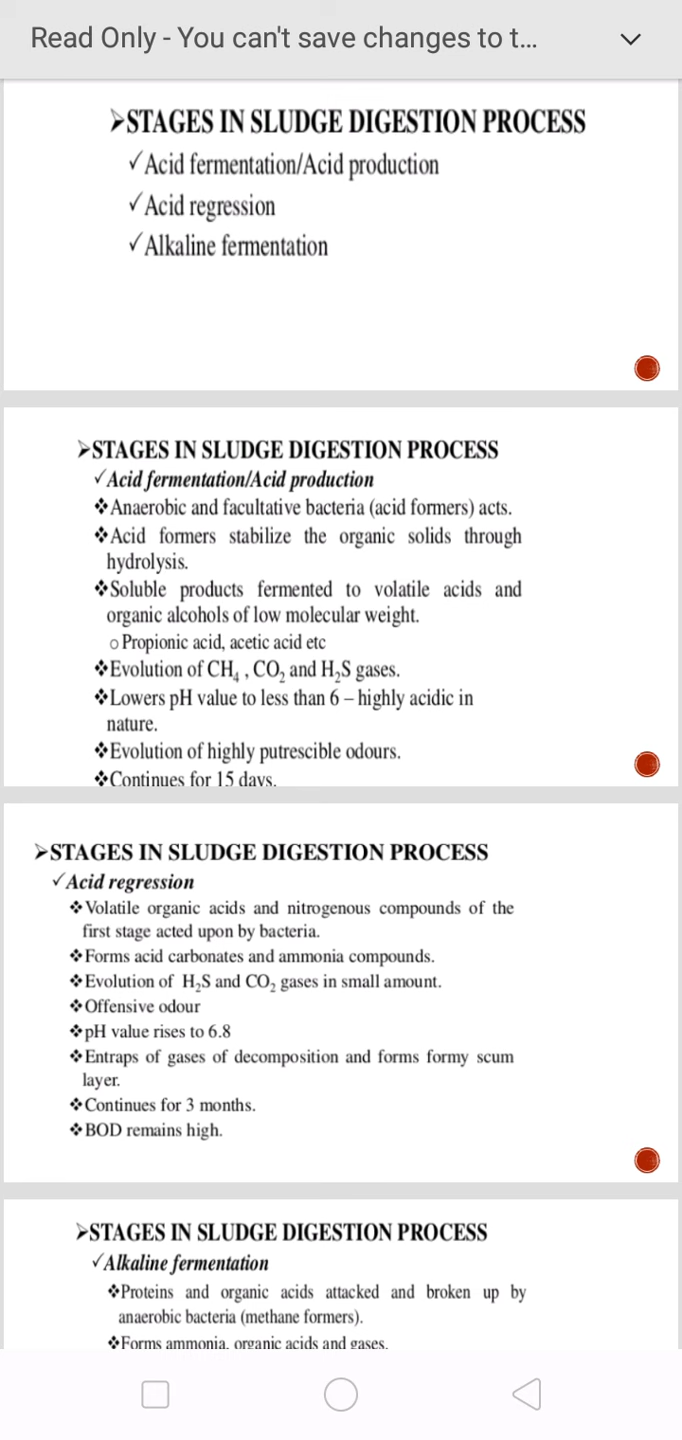 Read Only - You can't save changes to t...
➢STAGES IN SLUDGE DIGESTION PROCESS
✓Acid fermentation/Acid production
✓Acid regression
✓Alkaline fermentation
➢STAGES IN SLUDGE DIGESTION PROCESS
✓Acid fermentation/Acid production
❖Anaerobic and facultative bacteria (acid formers) acts.
❖Acid formers stabilize the organic solids through
hydrolysis.
❖Soluble products fermented to volatile acids and
organic alcohols of low molecular weight.
o Propionic acid, acetic acid etc
❖Evolution of CH₄ , CO₂ and H₂S gases.
❖Lowers pH value to less than 6 – highly acidic in
nature.
❖Evolution of highly putrescible odours.
❖Continues for 15 days.
➢STAGES IN SLUDGE DIGESTION PROCESS
✓Acid regression
❖Volatile organic acids and nitrogenous compounds of the
first stage acted upon by bacteria.
❖Forms acid carbonates and ammonia compounds.
❖Evolution of H₂S and CO₂ gases in small amount.
❖Offensive odour
❖pH value rises to 6.8
❖Entraps of gases of decomposition and forms formy scum
layer.
❖Continues for 3 months.
❖BOD remains high.
➢STAGES IN SLUDGE DIGESTION PROCESS
✓Alkaline fermentation
❖Proteins and organic acids attacked and broken up by
anaerobic bacteria (methane formers).
❖Forms ammonia, organic acids and gases.